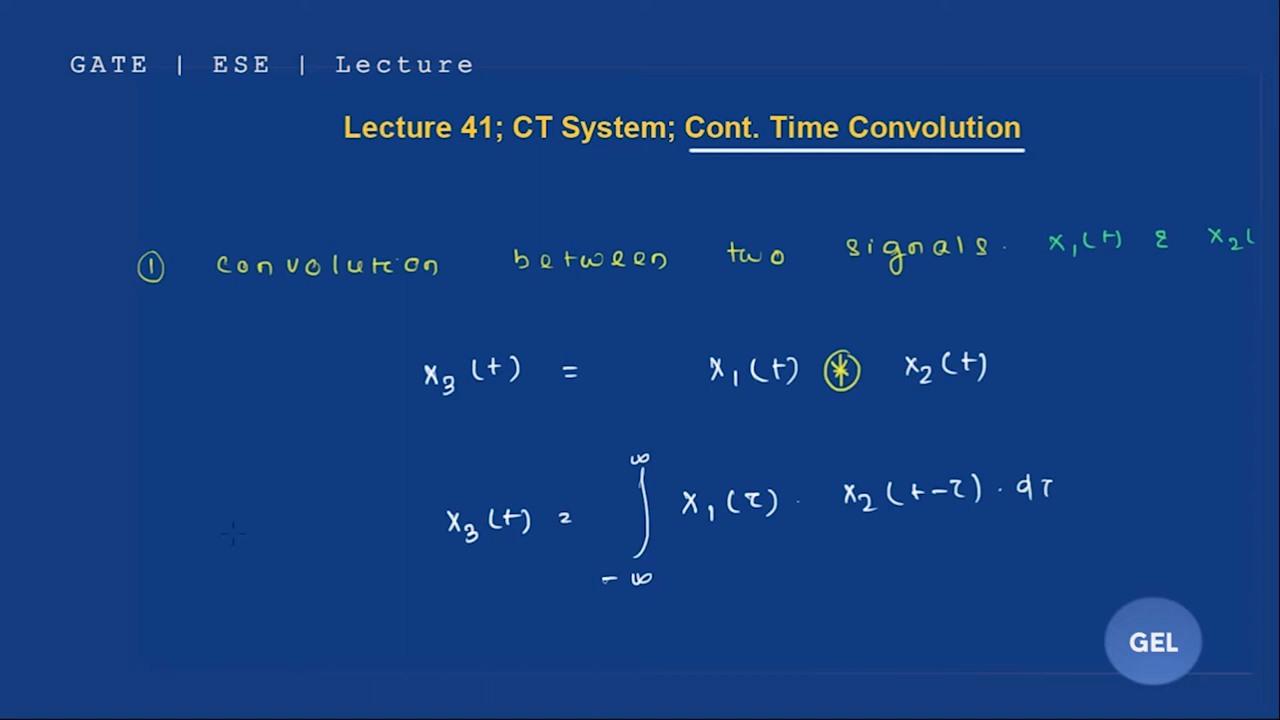 GATE | ESE | Lecture
Lecture 41; CT System; Cont. Time Convolution
① convolution between two signals. x₁(t) & x₂(
x₃(t) = x₁(t) * x₂(t)
x₃(t) = ∫_{-∞}^{∞} x₁(τ) . x₂(t-τ) . dτ
GEL